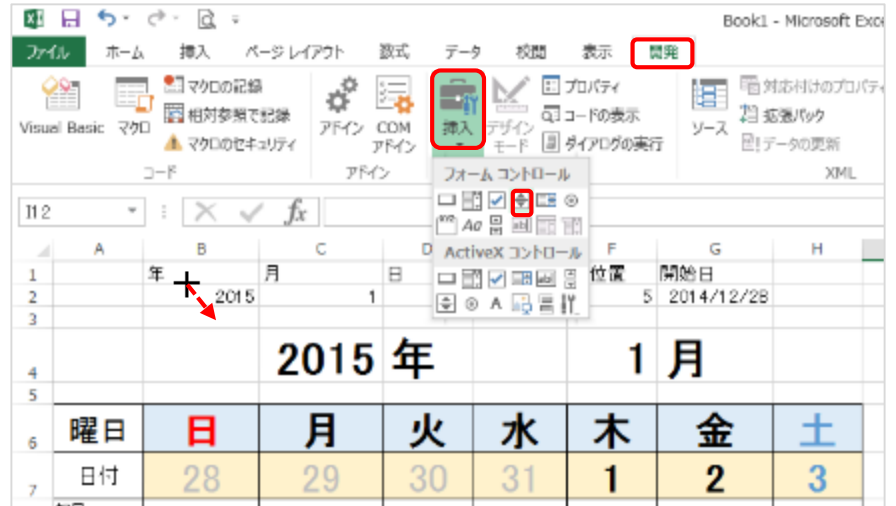 Book1 - Microsoft Exce
ファイル ホーム 挿入 ページ レイアウト 数式 データ 校閲 表示 開発
Visual Basic マクロ マクロの記録 相対参照で記録 マクロのセキュリティ
コード
アドイン COM アドイン
アドイン
挿入 デザイン モード プロパティ コードの表示 ダイアログの実行
ソース 対応付けのプロパティ 拡張パック データの更新
XML
フォーム コントロール
Aa
ActiveX コントロール
A
I12 fx
A B C D F G H
1 年 月 日 位置 開始日
2 2015 1 5 2014/12/28
3
4 2015 年 1 月
5
6 曜日 日 月 火 水 木 金 土
7 日付 28 29 30 31 1 2 3